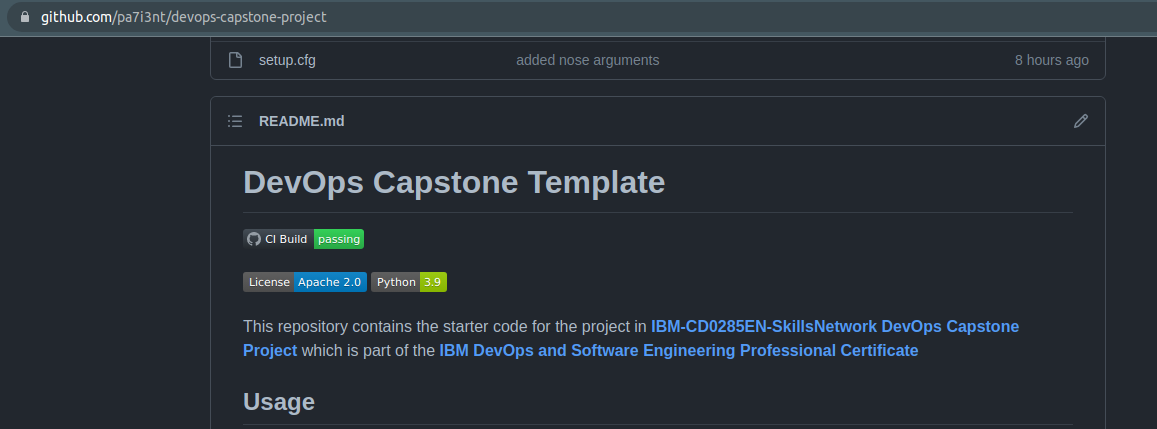 github.com/pa7i3nt/devops-capstone-project
setup.cfg added nose arguments 8 hours ago
README.md
DevOps Capstone Template
CI Build passing
License Apache 2.0 Python 3.9
This repository contains the starter code for the project in IBM-CD0285EN-SkillsNetwork DevOps Capstone
Project which is part of the IBM DevOps and Software Engineering Professional Certificate
Usage